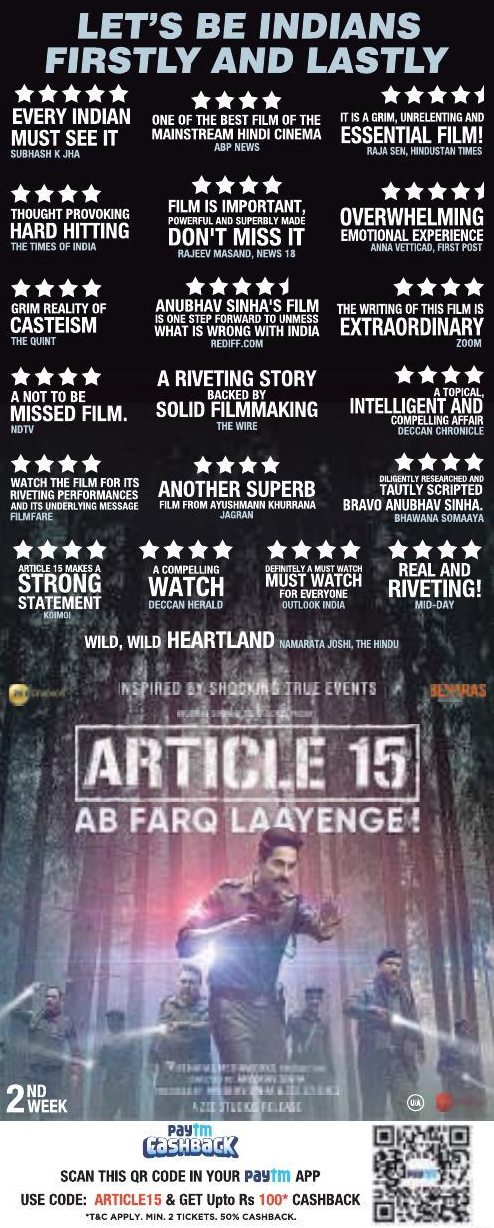 LET'S BE INDIANS
FIRSTLY AND LASTLY
EVERY INDIAN
MUST SEE IT
SUBHASH K JHA
ONE OF THE BEST FILM OF THE
MAINSTREAM HINDI CINEMA
ABP NEWS
IT IS A GRIM, UNRELENTING AND
ESSENTIAL FILM!
RAJA SEN, HINDUSTAN TIMES
THOUGHT PROVOKING
HARD HITTING
THE TIMES OF INDIA
FILM IS IMPORTANT,
POWERFUL AND SUPERBLY MADE
DON'T MISS IT
RAJEEV MASAND, NEWS 18
OVERWHELMING
EMOTIONAL EXPERIENCE
ANNA VETTICAD, FIRST POST
GRIM REALITY OF
CASTEISM
THE QUINT
ANUBHAV SINHA'S FILM
IS ONE STEP FORWARD TO UNMESS
WHAT IS WRONG WITH INDIA
REDIFF.COM
THE WRITING OF THIS FILM IS
EXTRAORDINARY
ZOOM
A NOT TO BE
MISSED FILM.
NDTV
A RIVETING STORY
BACKED BY
SOLID FILMMAKING
THE WIRE
A TOPICAL,
INTELLIGENT AND
COMPELLING AFFAIR
DECCAN CHRONICLE
WATCH THE FILM FOR ITS
RIVETING PERFORMANCES
AND ITS UNDERLYING MESSAGE
FILMFARE
ANOTHER SUPERB
FILM FROM AYUSHMANN KHURRANA
JAGRAN
DILIGENTLY RESEARCHED AND
TAUTLY SCRIPTED
BRAVO ANUBHAV SINHA.
BHAWANA SOMAAYA
ARTICLE 15 MAKES A
STRONG
STATEMENT
KOIMOI
A COMPELLING
WATCH
DECCAN HERALD
DEFINITELY A MUST WATCH
MUST WATCH
FOR EVERYONE
OUTLOOK INDIA
REAL AND
RIVETING!
MID-DAY
WILD, WILD HEARTLAND NAMARATA JOSHI, THE HINDU
INSPIRED BY SHOCKING TRUE EVENTS
BENARAS
ARTICLE 15
AB FARQ LAAYENGE!
A ZEE STUDIOS RELEASE
2ND
WEEK
UA
paytm
CASHBACK
SCAN THIS QR CODE IN YOUR paytm APP
USE CODE: ARTICLE15 & GET Upto Rs 100* CASHBACK
*T&C APPLY. MIN. 2 TICKETS. 50% CASHBACK.
paytm